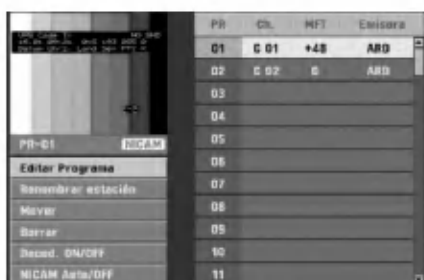 PR Ch. MFT Emisora
01 C 01 +48 ARD
02 C 02 0 ARD
03
04
05
06
07
08
09
10
11
PR-01 NICAM
Editar Programa
Renombrar estación
Mover
Borrar
Decod. ON/OFF
NICAM Auto/OFF